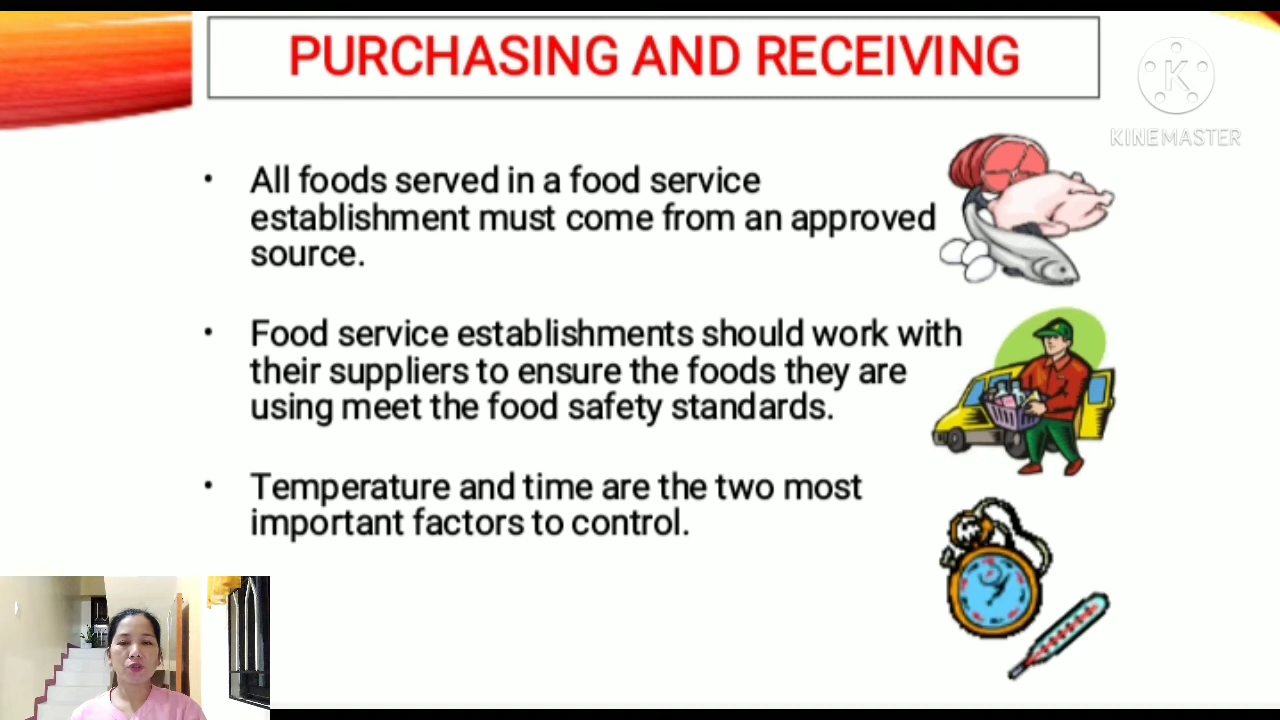 PURCHASING AND RECEIVING
K
KINEMASTER
• All foods served in a food service
establishment must come from an approved
source.
• Food service establishments should work with
their suppliers to ensure the foods they are
using meet the food safety standards.
• Temperature and time are the two most
important factors to control.